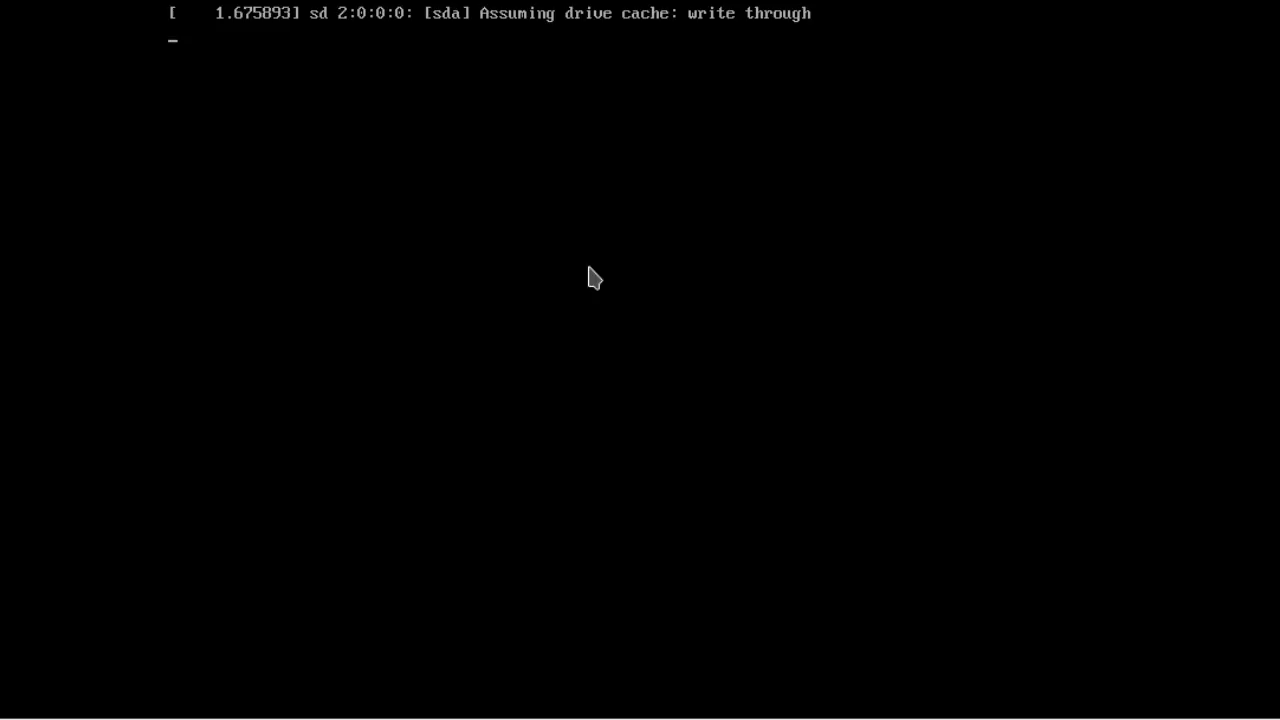 [    1.675893] sd 2:0:0:0: [sda] Assuming drive cache: write through
_